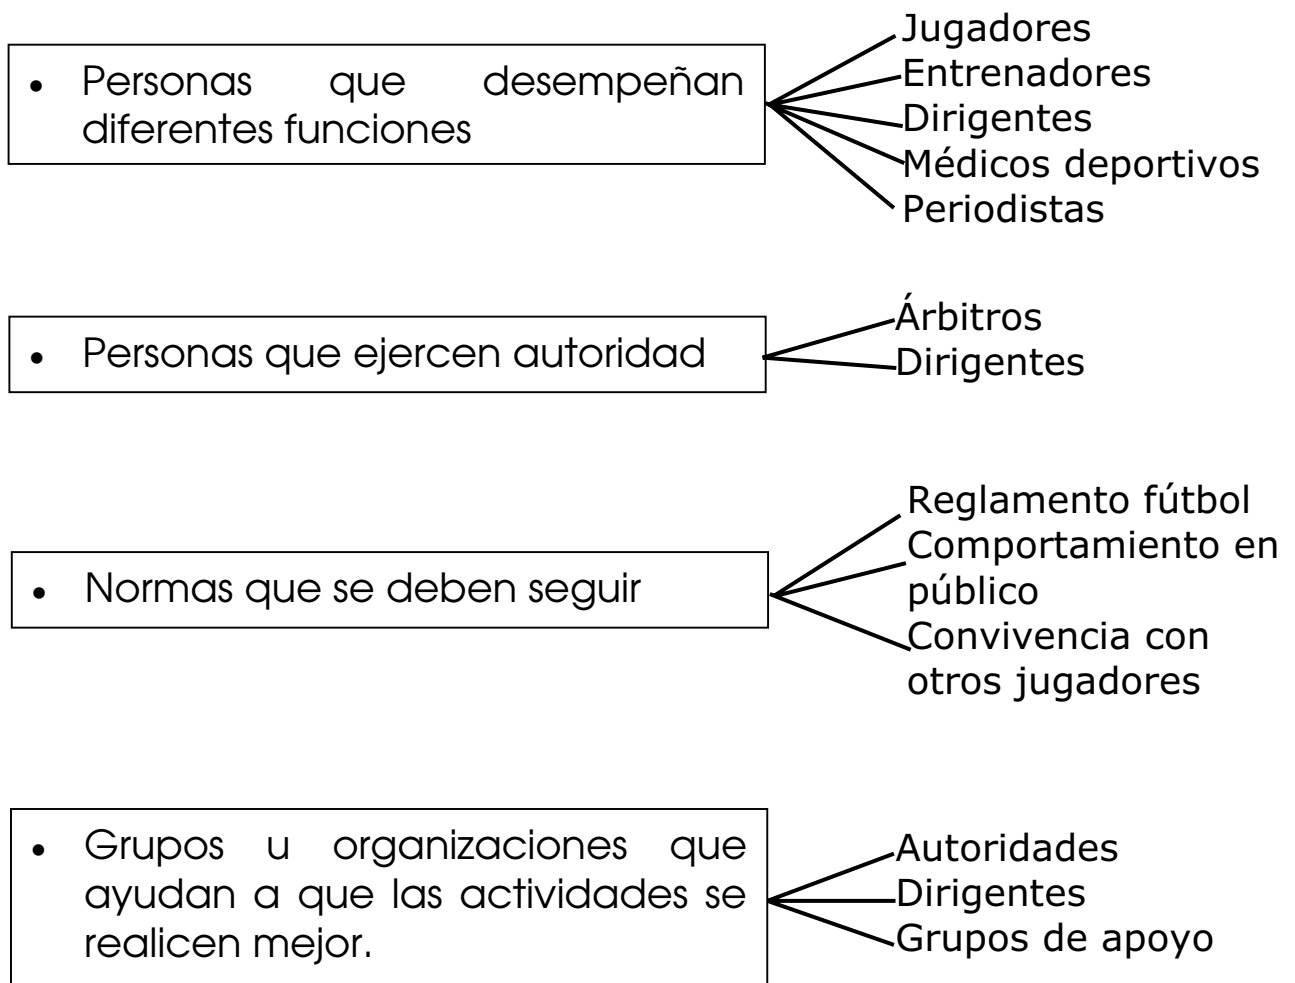 • Personas que desempeñan
diferentes funciones
Jugadores
Entrenadores
Dirigentes
Médicos deportivos
Periodistas
• Personas que ejercen autoridad
Árbitros
Dirigentes
• Normas que se deben seguir
Reglamento fútbol
Comportamiento en
público
Convivencia con
otros jugadores
• Grupos u organizaciones que
ayudan a que las actividades se
realicen mejor.
Autoridades
Dirigentes
Grupos de apoyo